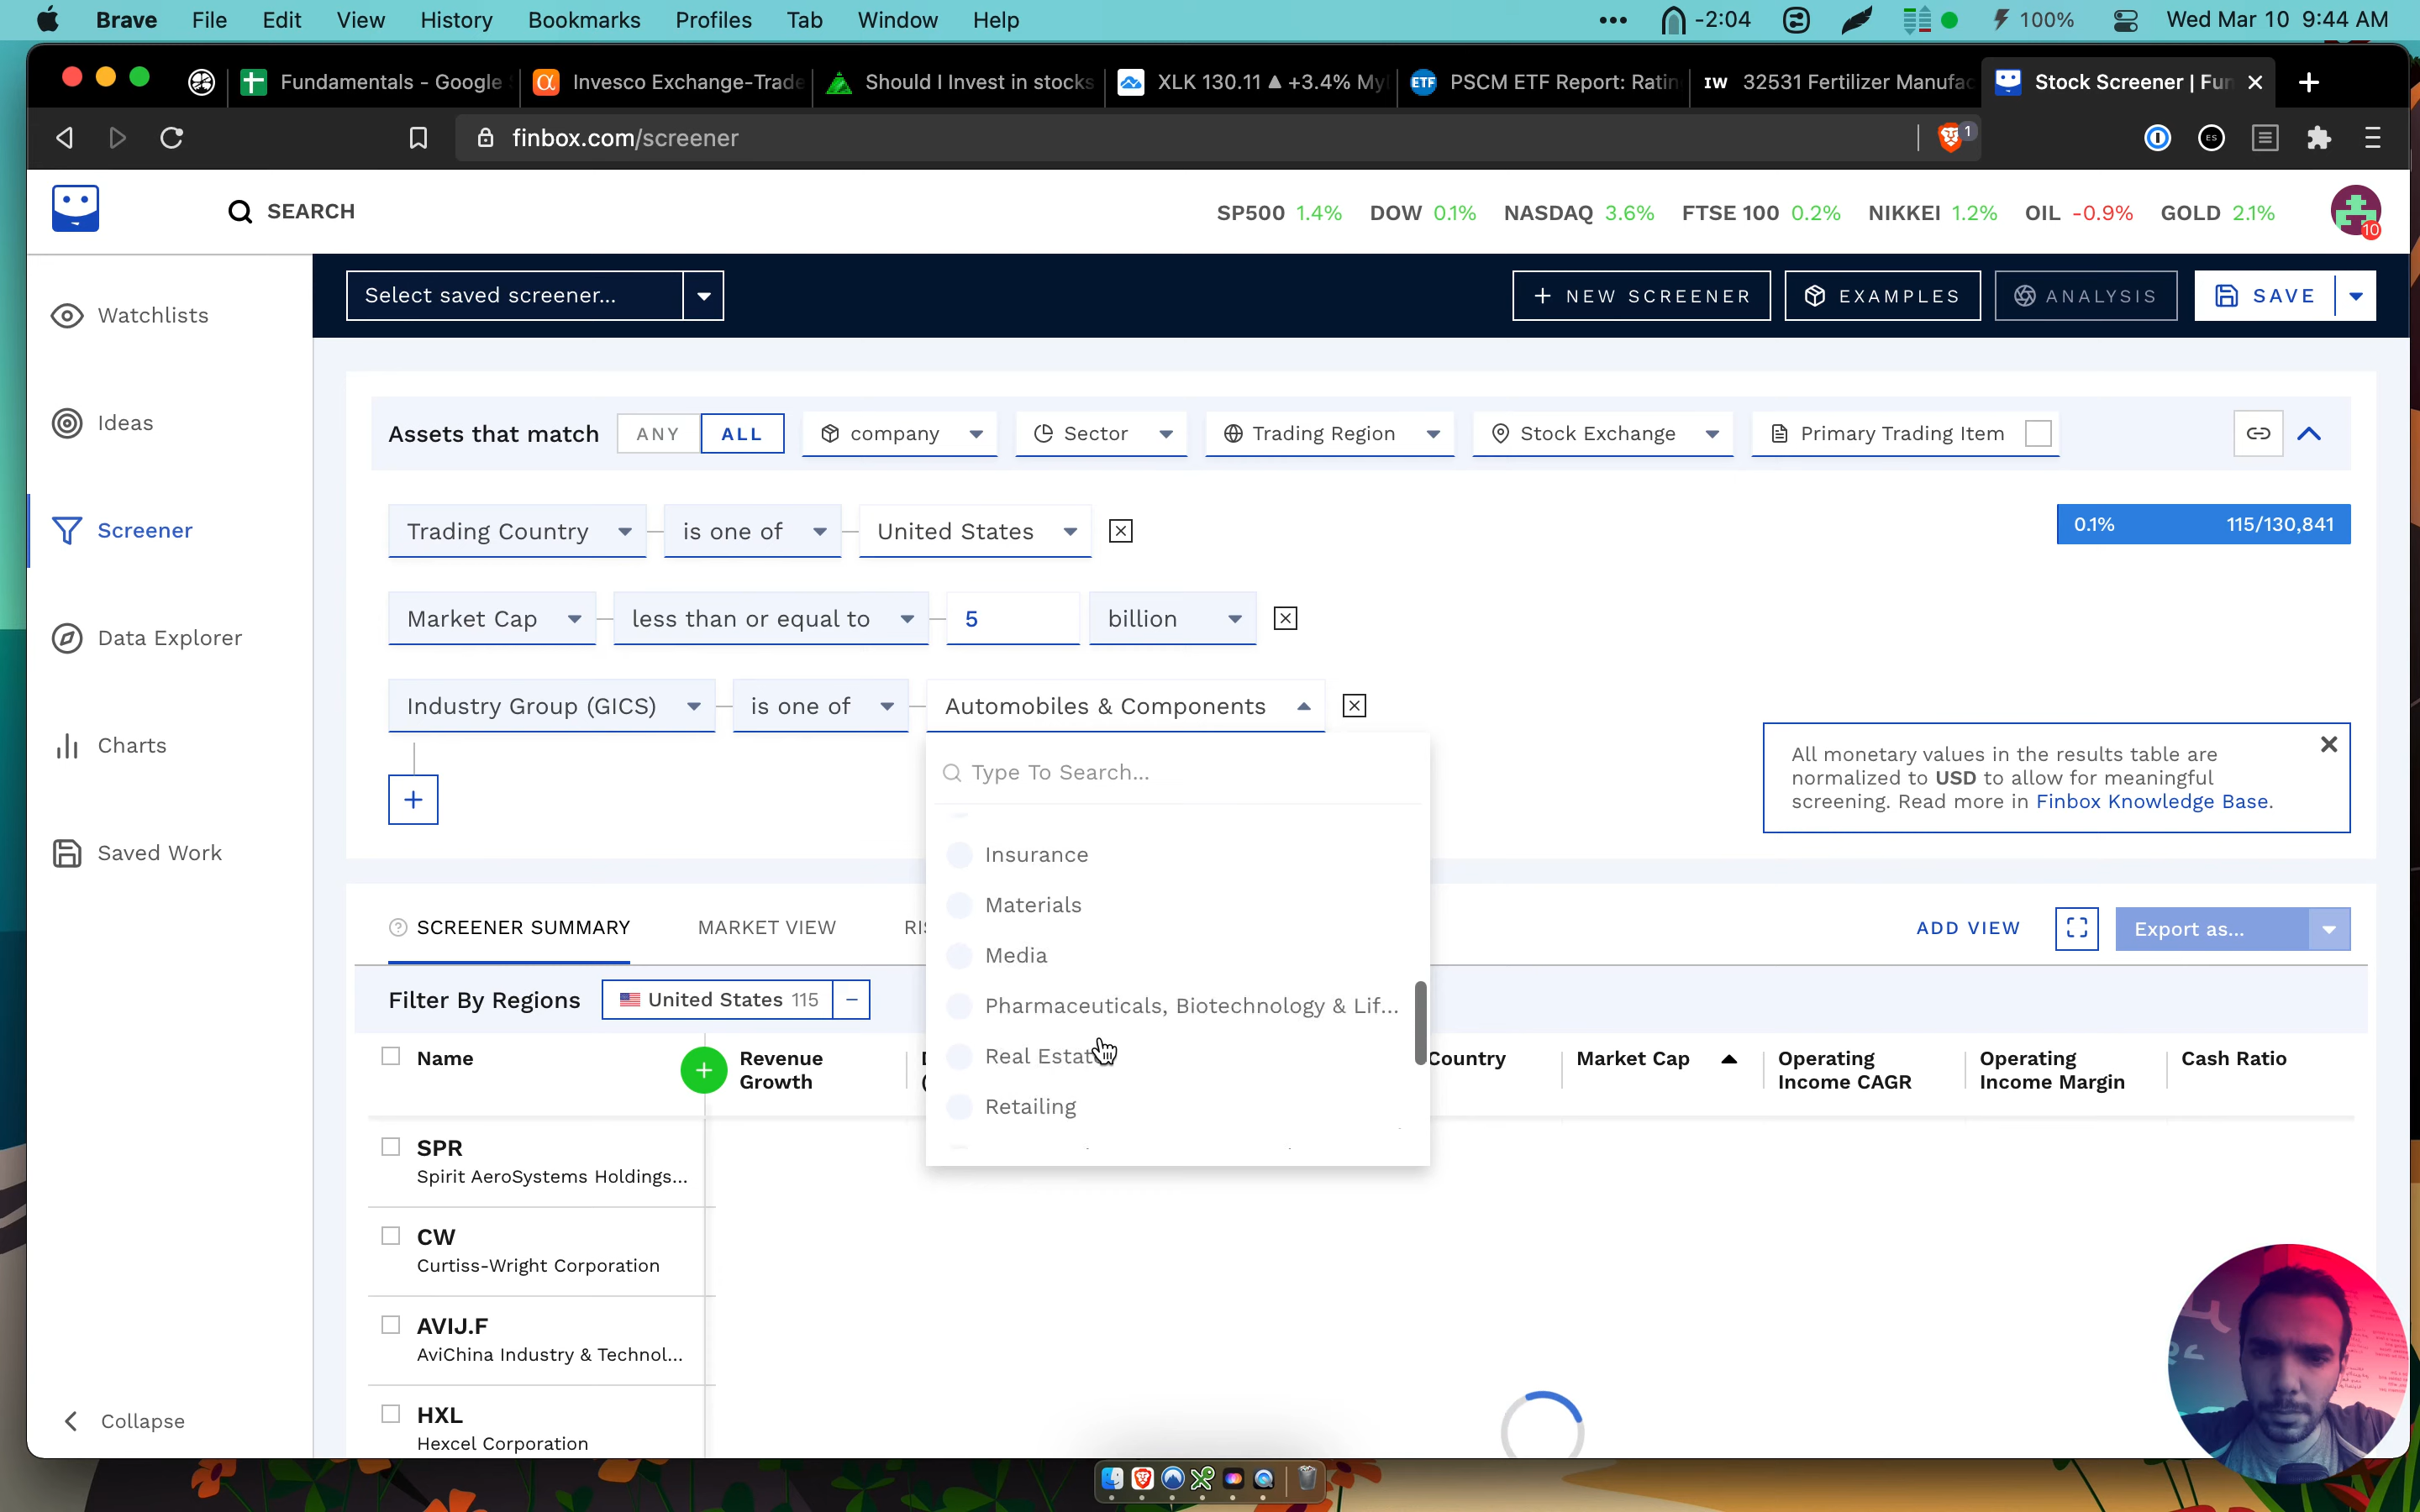 Brave File Edit View History Bookmarks Profiles Tab Window Help
-2:04 100% Wed Mar 10 9:44 AM
Fundamentals - Google
Invesco Exchange-Trade
Should I Invest in stocks
XLK 130.11 ▲ +3.4% My
ETF PSCM ETF Report: Ratin
IW 32531 Fertilizer Manufac
Stock Screener | Fun
finbox.com/screener
1
ES
SEARCH
SP500 1.4% DOW 0.1% NASDAQ 3.6% FTSE 100 0.2% NIKKEI 1.2% OIL -0.9% GOLD 2.1%
10
Watchlists
Ideas
Screener
Data Explorer
Charts
Saved Work
Collapse
Select saved screener...
+ NEW SCREENER
EXAMPLES
ANALYSIS
SAVE
Assets that match ANY ALL company Sector Trading Region Stock Exchange Primary Trading Item
Trading Country is one of United States
0.1% 115/130,841
Market Cap less than or equal to 5 billion
Industry Group (GICS) is one of Automobiles & Components
Type To Search...
Insurance
Materials
Media
Pharmaceuticals, Biotechnology & Lif...
Real Estat
Retailing
All monetary values in the results table are
normalized to USD to allow for meaningful
screening. Read more in Finbox Knowledge Base.
SCREENER SUMMARY MARKET VIEW RI
ADD VIEW Export as...
Filter By Regions United States 115
Name
Revenue
Growth
Country
Market Cap
Operating
Income CAGR
Operating
Income Margin
Cash Ratio
SPR
Spirit AeroSystems Holdings...
CW
Curtiss-Wright Corporation
AVIJ.F
AviChina Industry & Technol...
HXL
Hexcel Corporation